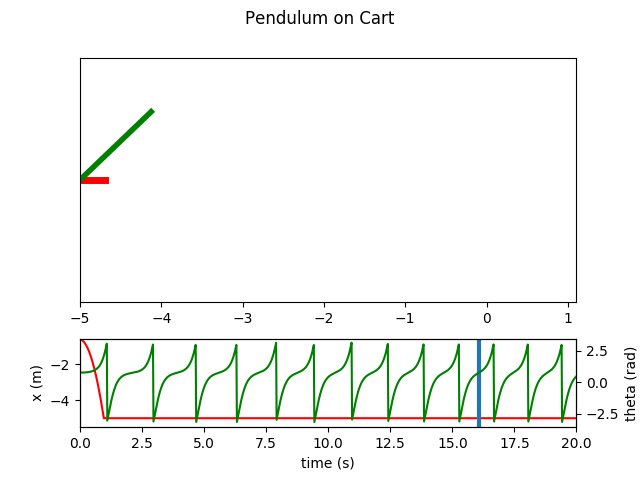 Pendulum on Cart
−5 −4 −3 −2 −1 0 1
−2
−4
x (m)
2.5
0.0
−2.5
theta (rad)
0.0 2.5 5.0 7.5 10.0 12.5 15.0 17.5 20.0
time (s)